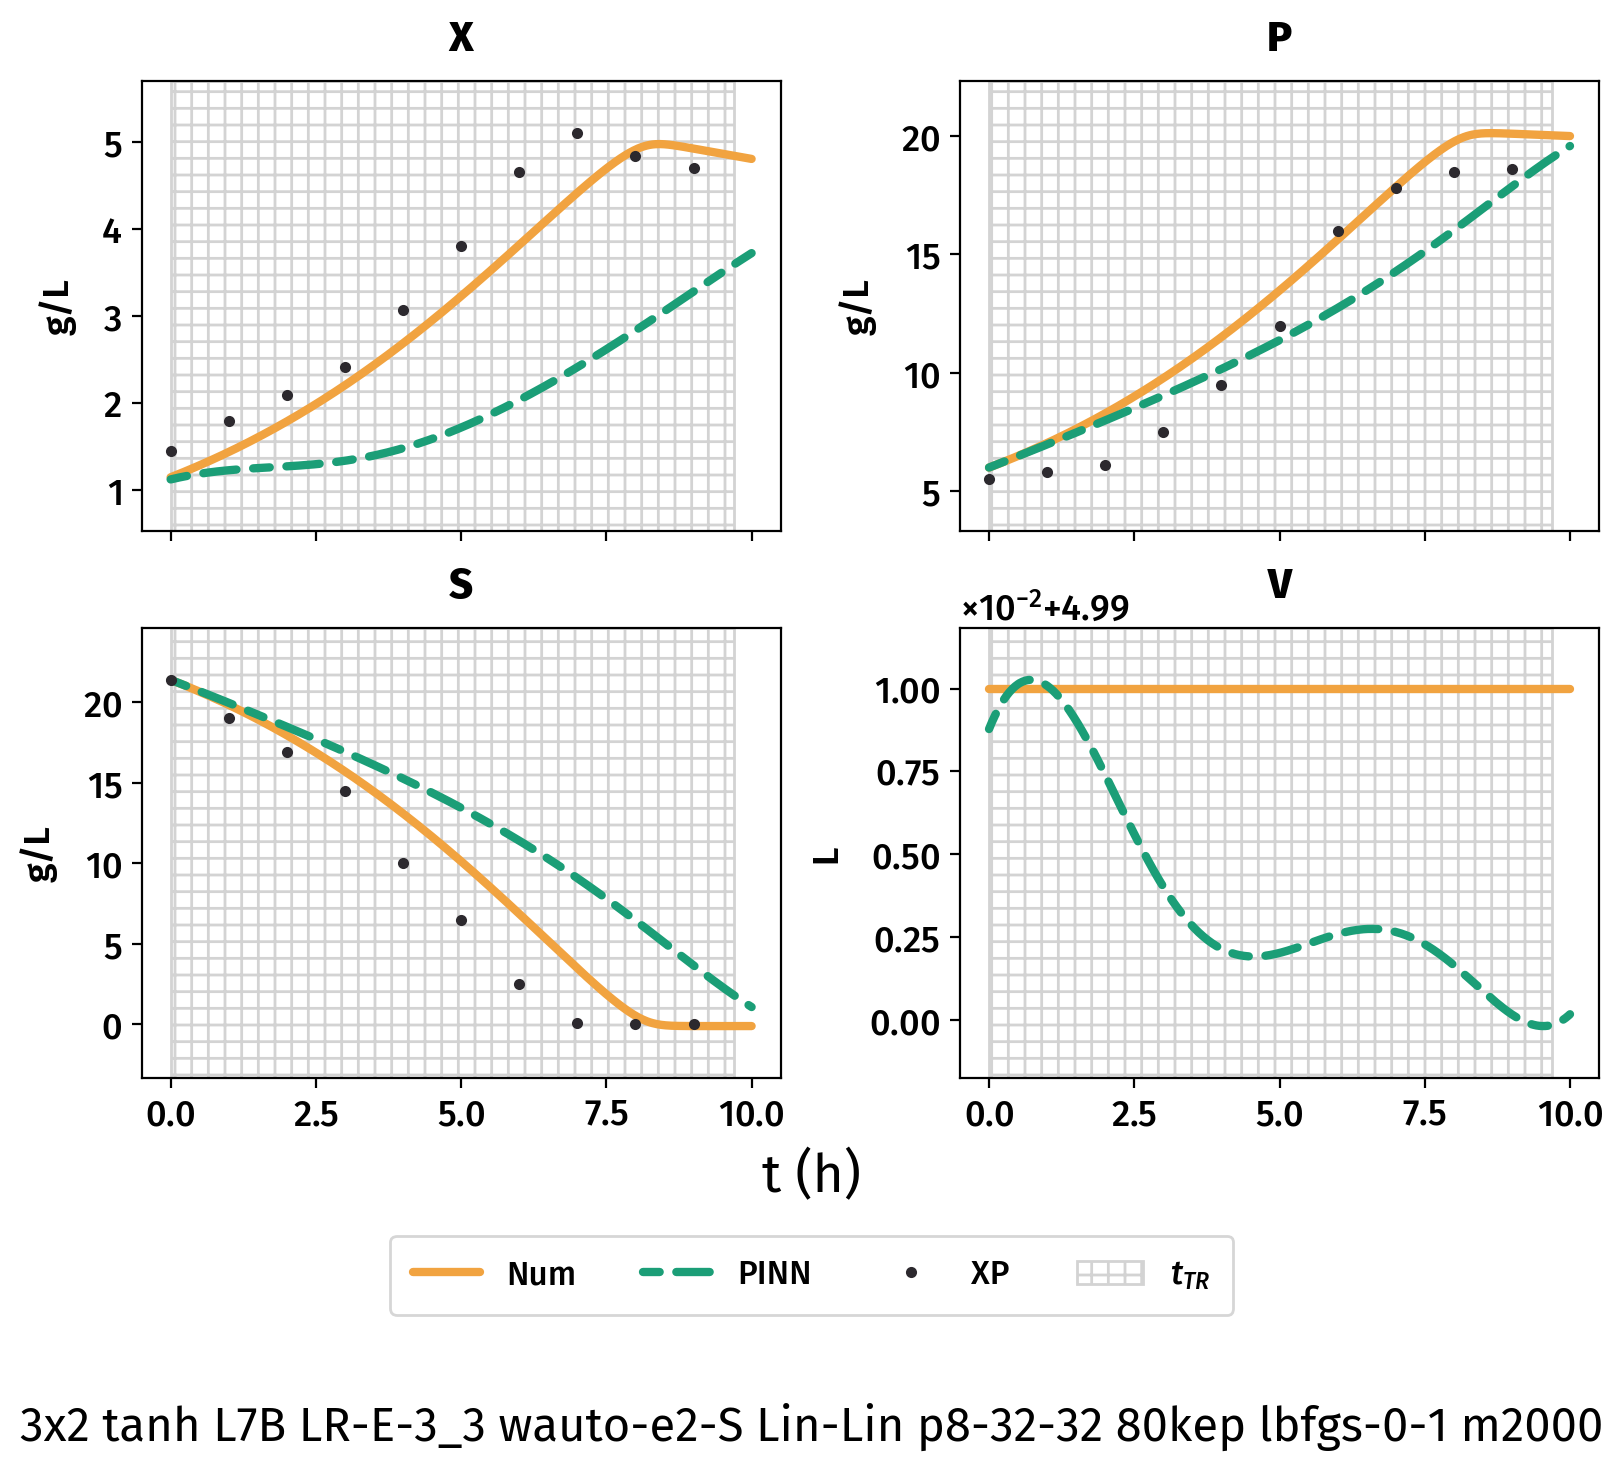 X
P
g/L
5
4
3
2
1
g/L
20
15
10
5
S
V
×10⁻²+4.99
g/L
20
15
10
5
0
L
1.00
0.75
0.50
0.25
0.00
0.0 2.5 5.0 7.5 10.0
0.0 2.5 5.0 7.5 10.0
t (h)
Num PINN XP t_TR
3x2 tanh L7B LR-E-3_3 wauto-e2-S Lin-Lin p8-32-32 80kep lbfgs-0-1 m2000